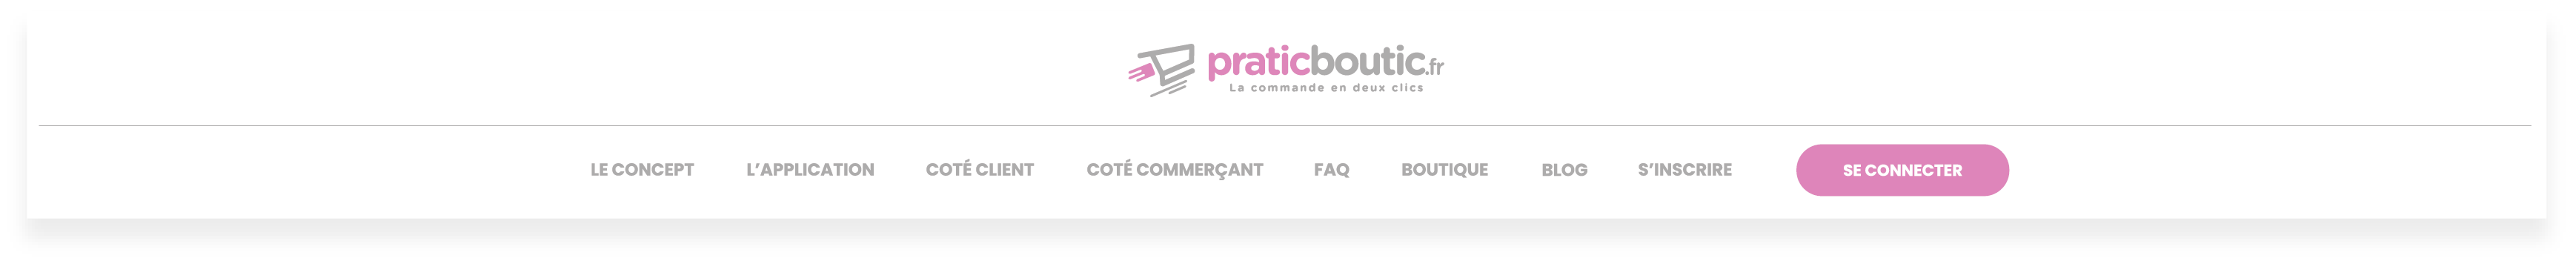 praticboutic.fr
La commande en deux clics
LE CONCEPT L’APPLICATION COTÉ CLIENT COTÉ COMMERÇANT FAQ BOUTIQUE BLOG S’INSCRIRE SE CONNECTER